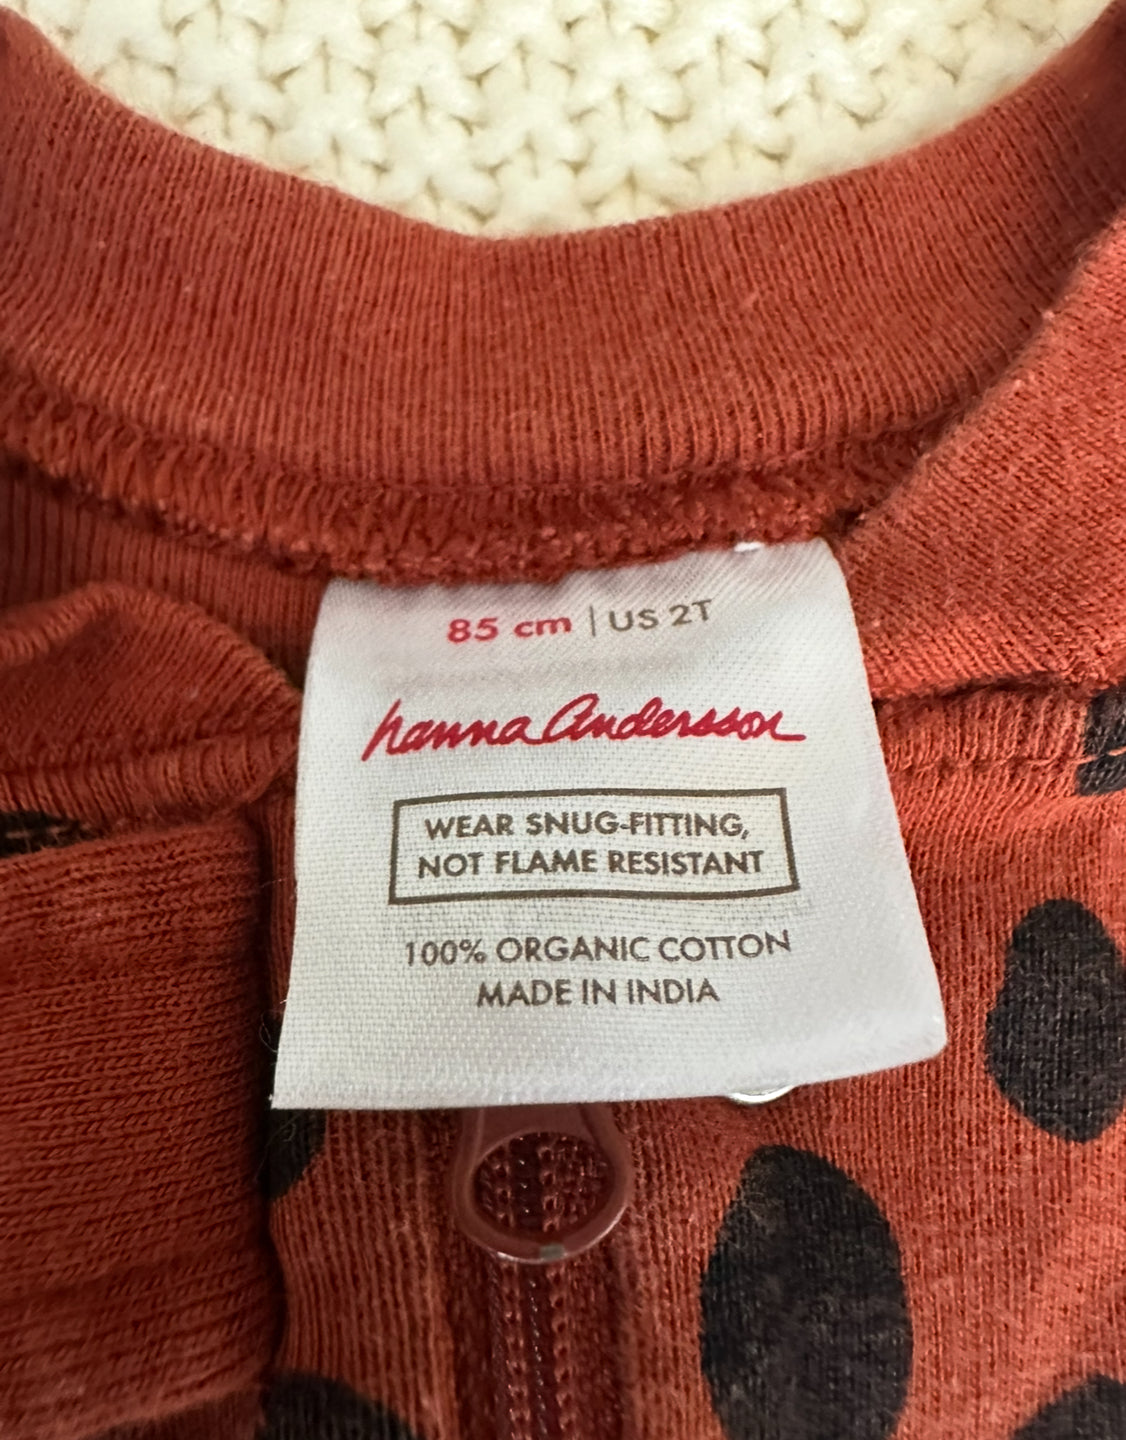 85 cm | US 2T
hanna Andersson
WEAR SNUG-FITTING,
NOT FLAME RESISTANT
100% ORGANIC COTTON
MADE IN INDIA